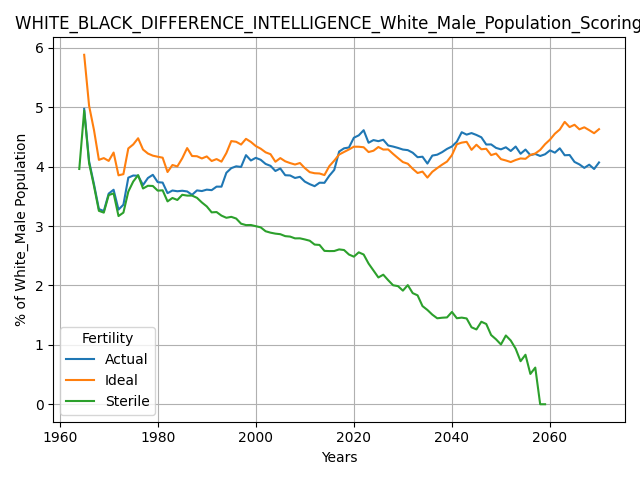 WHITE_BLACK_DIFFERENCE_INTELLIGENCE_White_Male_Population_Scoring
% of White_Male Population
6
5
4
3
2
1
0
Fertility
Actual
Ideal
Sterile
1960
1980
2000
2020
2040
2060
Years